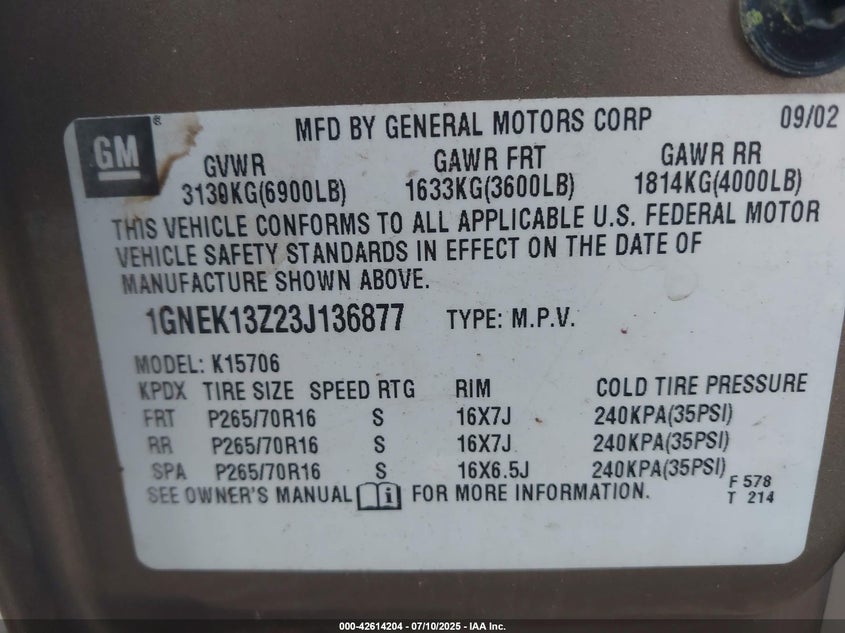 GM ®
MFD BY GENERAL MOTORS CORP 09/02
GVWR GAWR FRT GAWR RR
3130KG(6900LB) 1633KG(3600LB) 1814KG(4000LB)
THIS VEHICLE CONFORMS TO ALL APPLICABLE U.S. FEDERAL MOTOR
VEHICLE SAFETY STANDARDS IN EFFECT ON THE DATE OF
MANUFACTURE SHOWN ABOVE.
1GNEK13Z23J136877 TYPE: M.P.V.
MODEL: K15706
KPDX TIRE SIZE SPEED RTG RIM COLD TIRE PRESSURE
FRT P265/70R16 S 16X7J 240KPA(35PSI)
RR P265/70R16 S 16X7J 240KPA(35PSI)
SPA P265/70R16 S 16X6.5J 240KPA(35PSI)
SEE OWNER'S MANUAL FOR MORE INFORMATION.
F 578
T 214
000-42614204 - 07/10/2025 - IAA Inc.